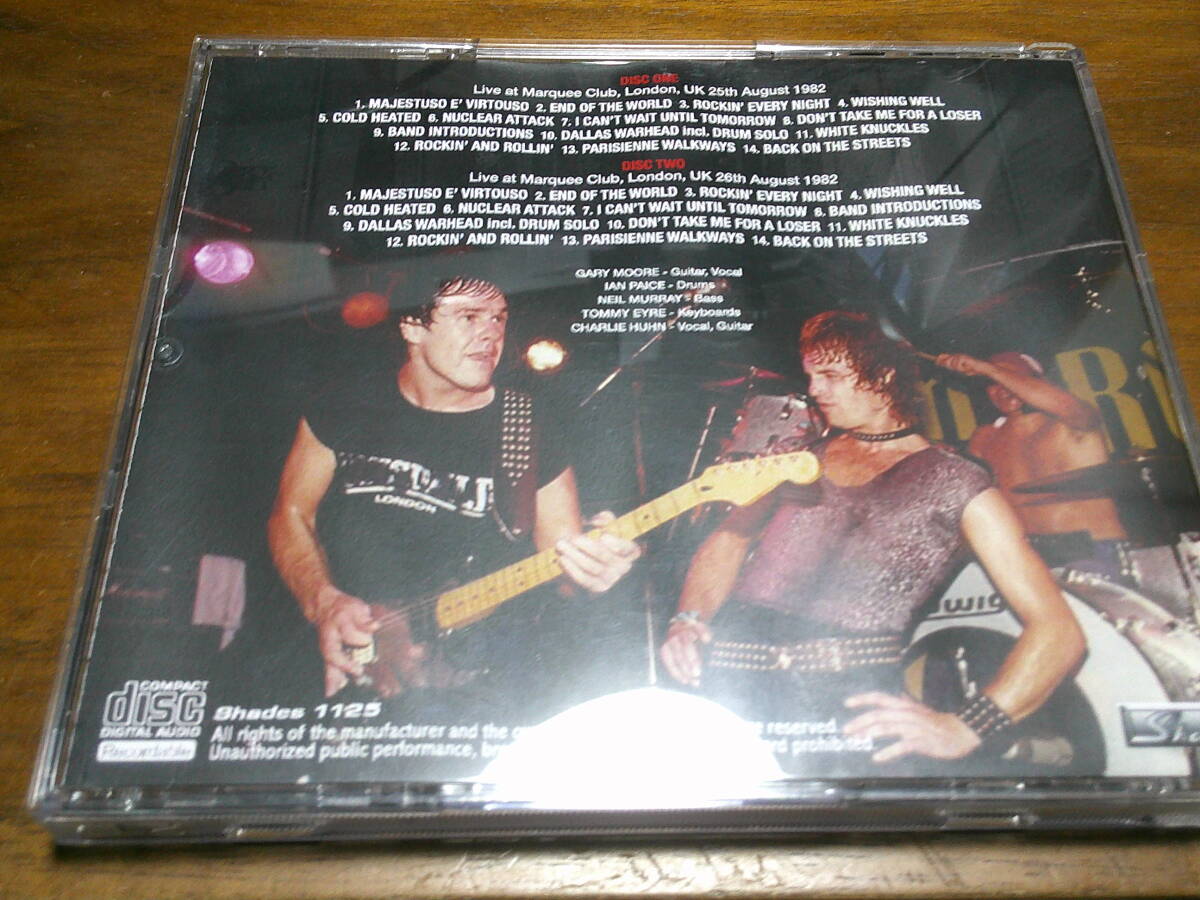 DISC ONE
Live at Marquee Club, London, UK 25th August 1982
1. MAJESTUSO E' VIRTOUSO 2. END OF THE WORLD 3. ROCKIN' EVERY NIGHT 4. WISHING WELL
5. COLD HEATED 6. NUCLEAR ATTACK 7. I CAN'T WAIT UNTIL TOMORROW 8. DON'T TAKE ME FOR A LOSER
9. BAND INTRODUCTIONS 10. DALLAS WARHEAD incl. DRUM SOLO 11. WHITE KNUCKLES
12. ROCKIN' AND ROLLIN' 13. PARISIENNE WALKWAYS 14. BACK ON THE STREETS
DISC TWO
Live at Marquee Club, London, UK 26th August 1982
1. MAJESTUSO E' VIRTOUSO 2. END OF THE WORLD 3. ROCKIN' EVERY NIGHT 4. WISHING WELL
5. COLD HEATED 6. NUCLEAR ATTACK 7. I CAN'T WAIT UNTIL TOMORROW 8. BAND INTRODUCTIONS
9. DALLAS WARHEAD incl. DRUM SOLO 10. DON'T TAKE ME FOR A LOSER 11. WHITE KNUCKLES
12. ROCKIN' AND ROLLIN' 13. PARISIENNE WALKWAYS 14. BACK ON THE STREETS
GARY MOORE - Guitar, Vocal
IAN PAICE - Drums
NEIL MURRAY - Bass
TOMMY EYRE - Keyboards
CHARLIE HUHN - Vocal, Guitar
LONDON
COMPACT
disc
DIGITAL AUDIO
Recordable
Shades 1125
All rights of the manufacturer and the reserved.
Unauthorized public performance, prohibited.